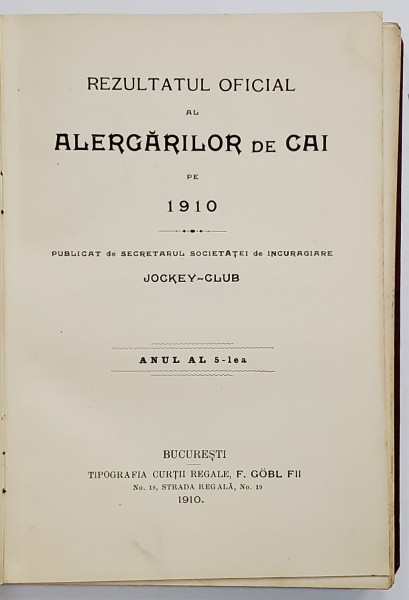 REZULTATUL OFICIAL
AL
ALERGĂRILOR DE CAI
PE
1910
PUBLICAT de SECRETARUL SOCIETĂȚEI de INCURAGIARE
JOCKEY-CLUB
ANUL AL 5-lea
BUCUREȘTI
TIPOGRAFIA CURȚII REGALE, F. GÖBL FII
No. 19, STRADA REGALĂ, No. 19
1910.